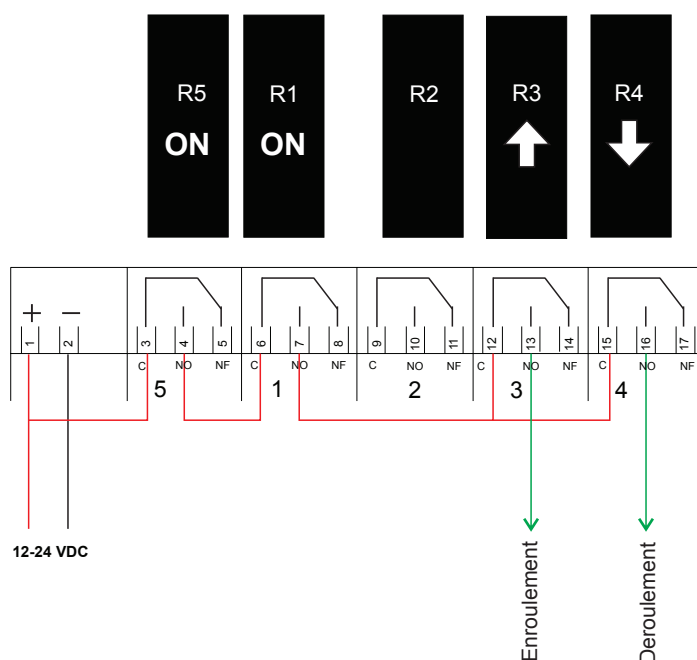 R5 R1 R2 R3 R4
ON ON
+ −
1 2 3 4 5 6 7 8 9 10 11 12 13 14 15 16 17
C NO NF C NO NF C NO NF C NO NF C NO NF
5 1 2 3 4
12-24 VDC
Enroulement
Deroulement